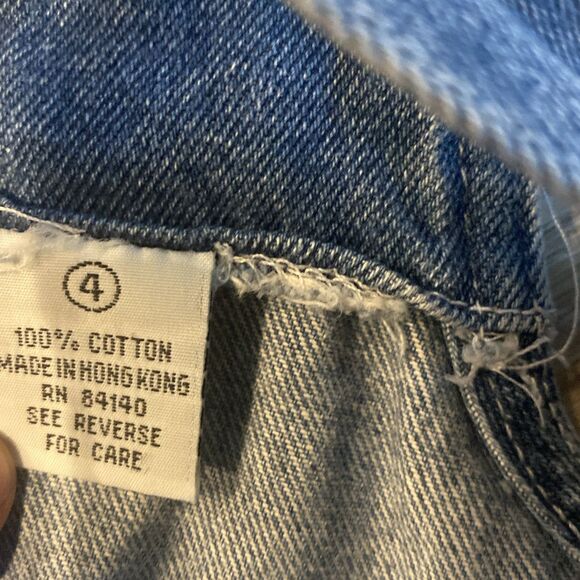 4
100% COTTON
MADE IN HONG KONG
RN 84140
SEE REVERSE
FOR CARE